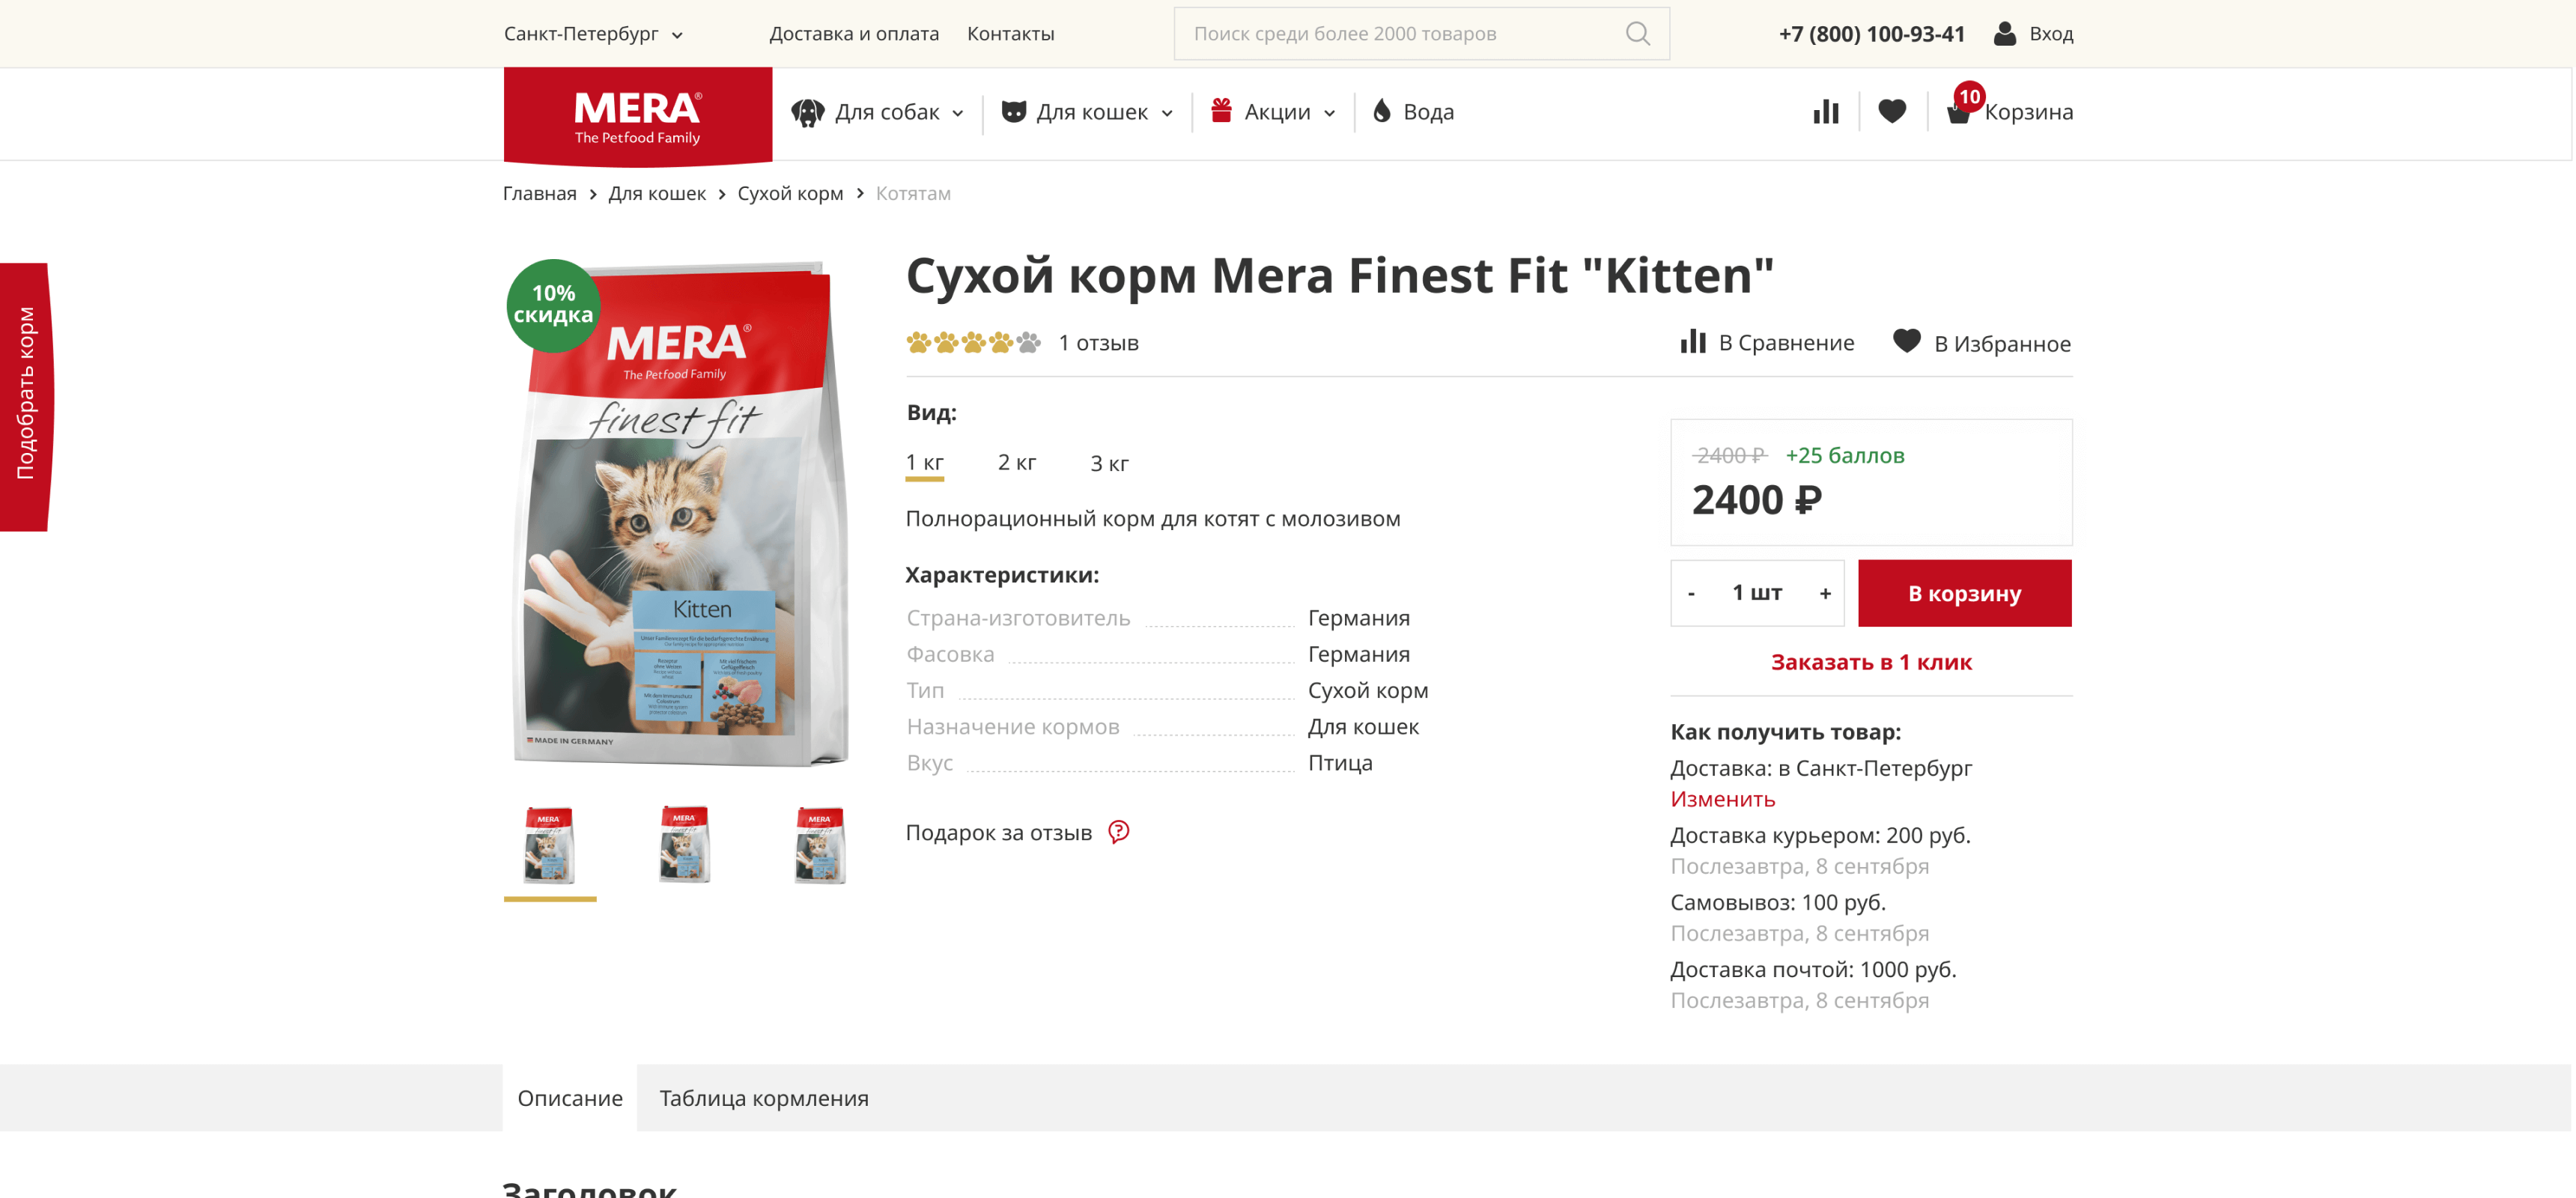 Санкт-Петербург
Доставка и оплата
Контакты
Поиск среди более 2000 товаров
+7 (800) 100-93-41
Вход
MERA®
The Petfood Family
Для собак
Для кошек
Акции
Вода
10
Корзина
Главная > Для кошек > Сухой корм > Котятам
Подобрать корм
10%
скидка
MERA®
The Petfood Family
finest fit
Kitten
MADE IN GERMANY
Сухой корм Mera Finest Fit "Kitten"
1 отзыв
В Сравнение
В Избранное
Вид:
1 кг
2 кг
3 кг
Полнорационный корм для котят с молозивом
Характеристики:
Страна-изготовитель Германия
Фасовка Германия
Тип Сухой корм
Назначение кормов Для кошек
Вкус Птица
Подарок за отзыв
2400 ₽ +25 баллов
2400 ₽
- 1 шт +
В корзину
Заказать в 1 клик
Как получить товар:
Доставка: в Санкт-Петербург
Изменить
Доставка курьером: 200 руб.
Послезавтра, 8 сентября
Самовывоз: 100 руб.
Послезавтра, 8 сентября
Доставка почтой: 1000 руб.
Послезавтра, 8 сентября
Описание
Таблица кормления
Заголовок